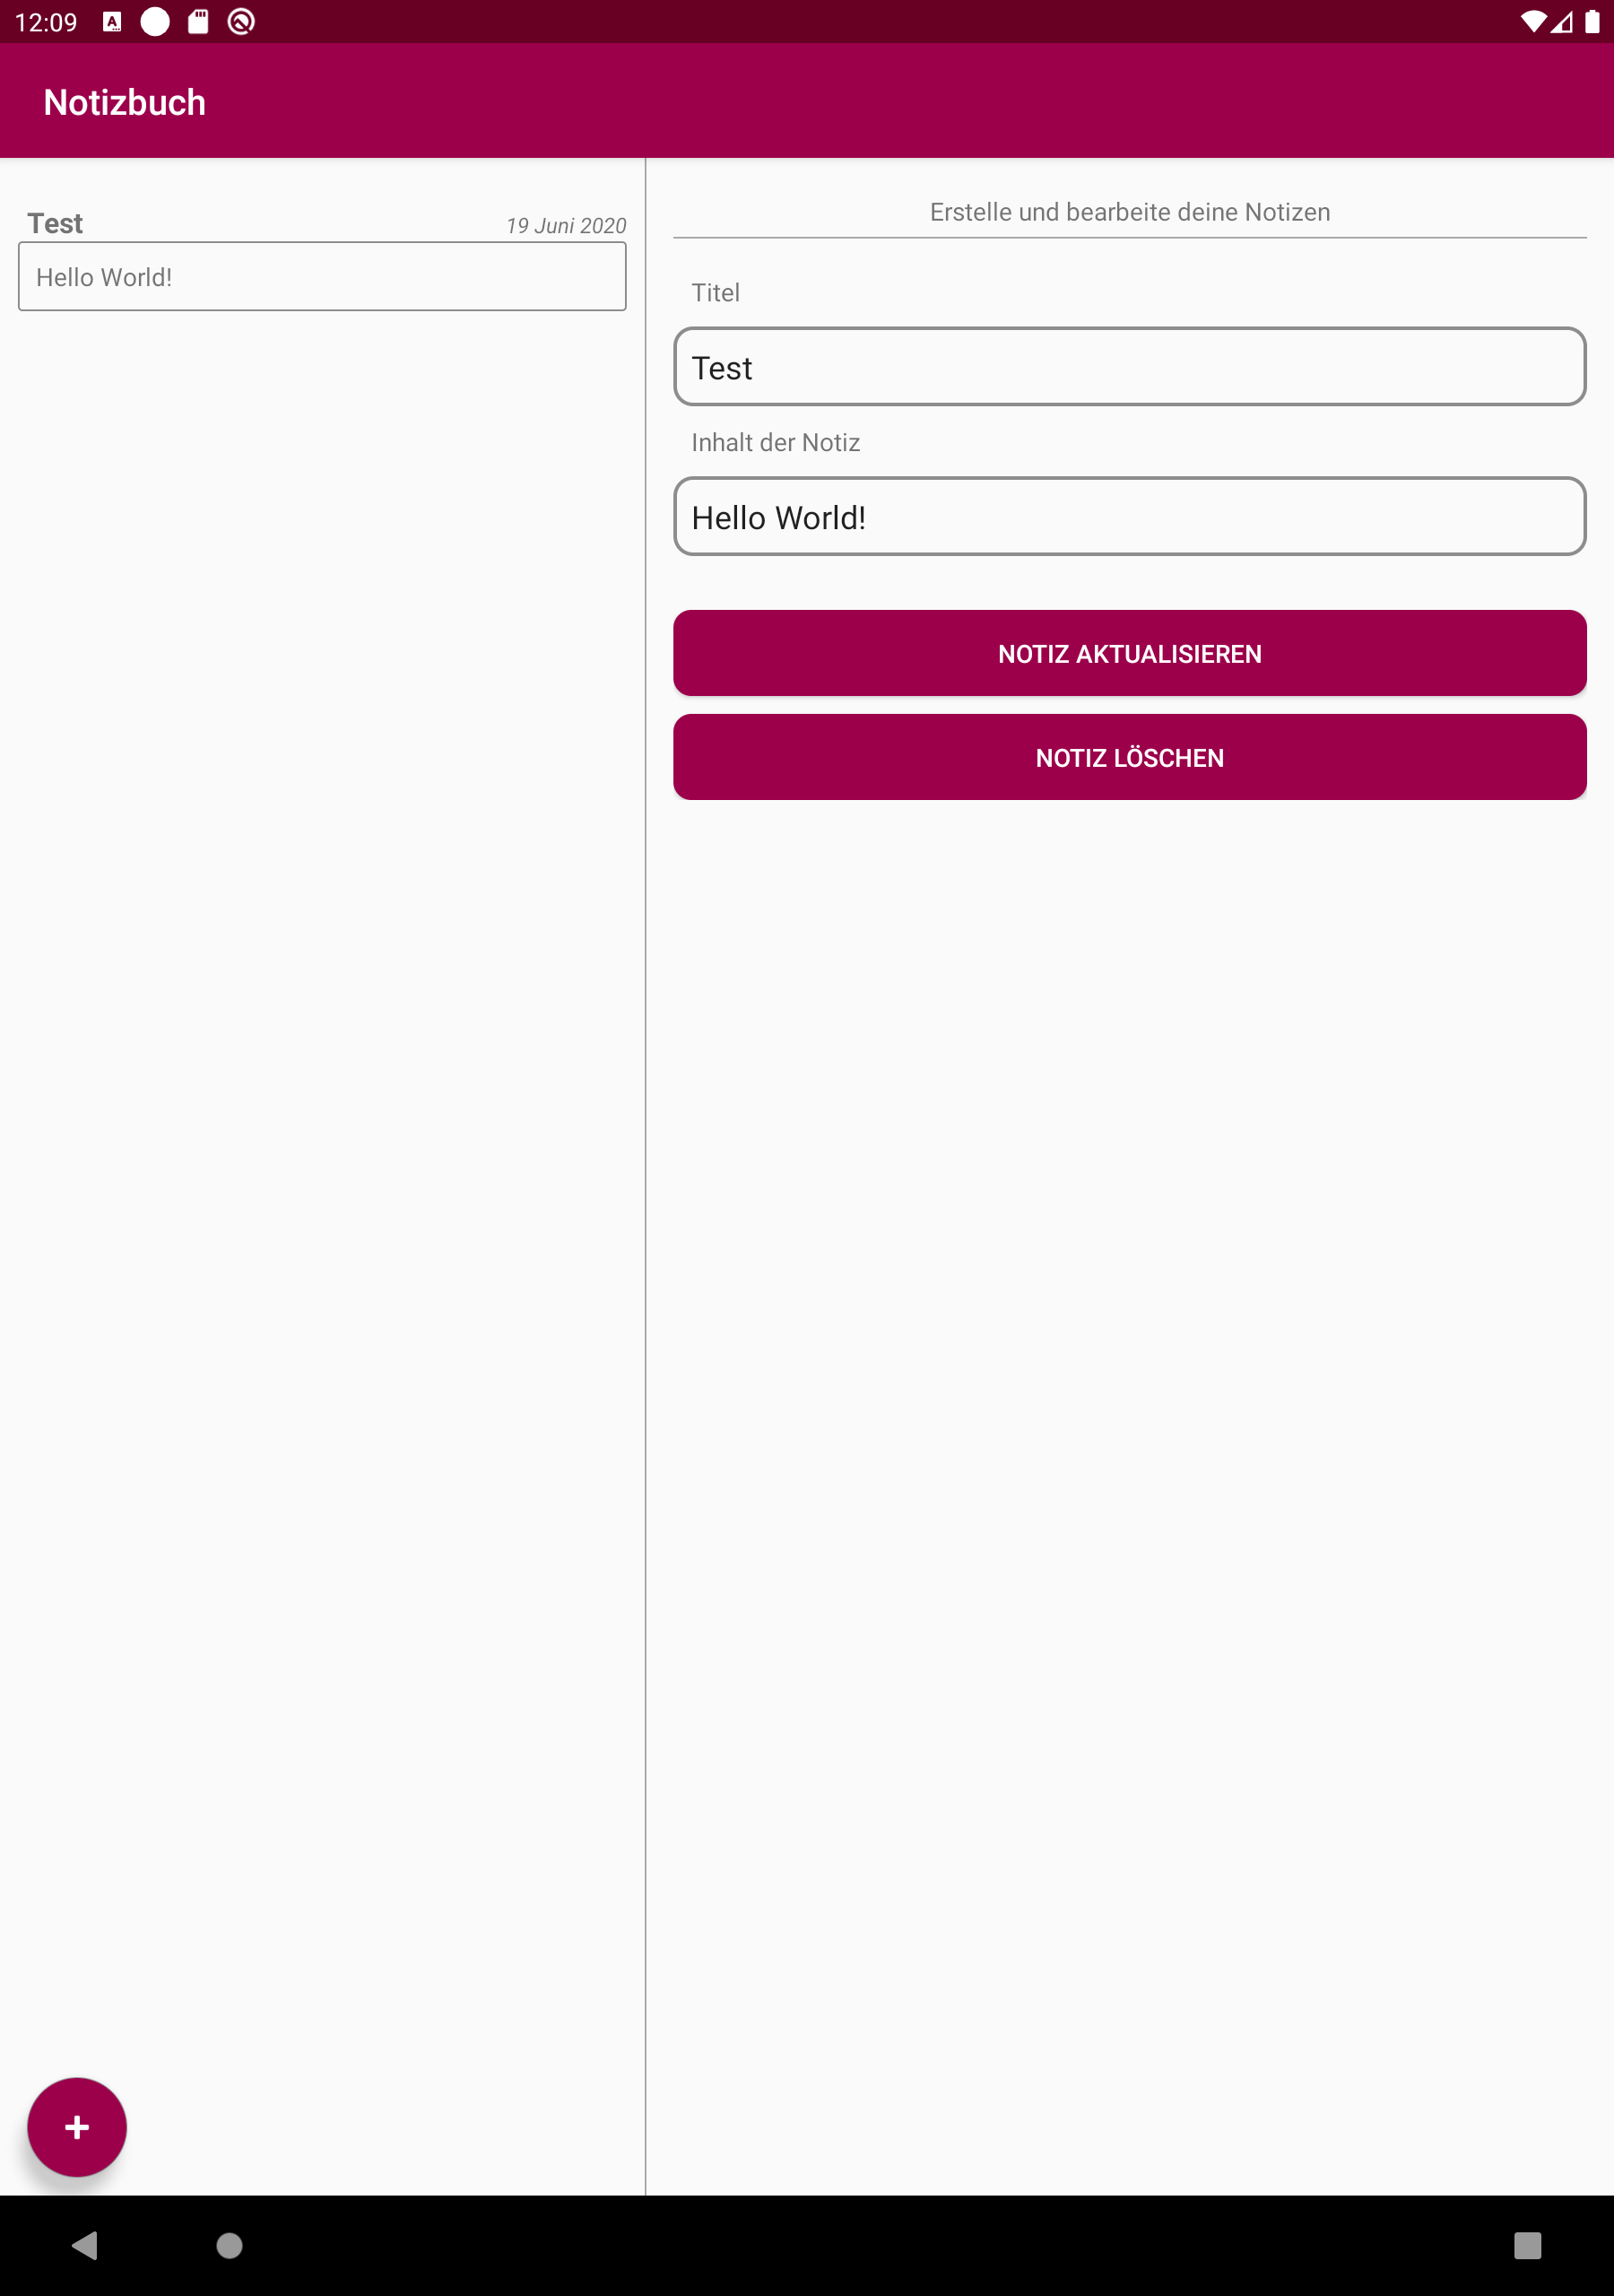 12:09
Notizbuch
Test
19 Juni 2020
Hello World!
Erstelle und bearbeite deine Notizen
Titel
Test
Inhalt der Notiz
Hello World!
NOTIZ AKTUALISIEREN
NOTIZ LÖSCHEN
+